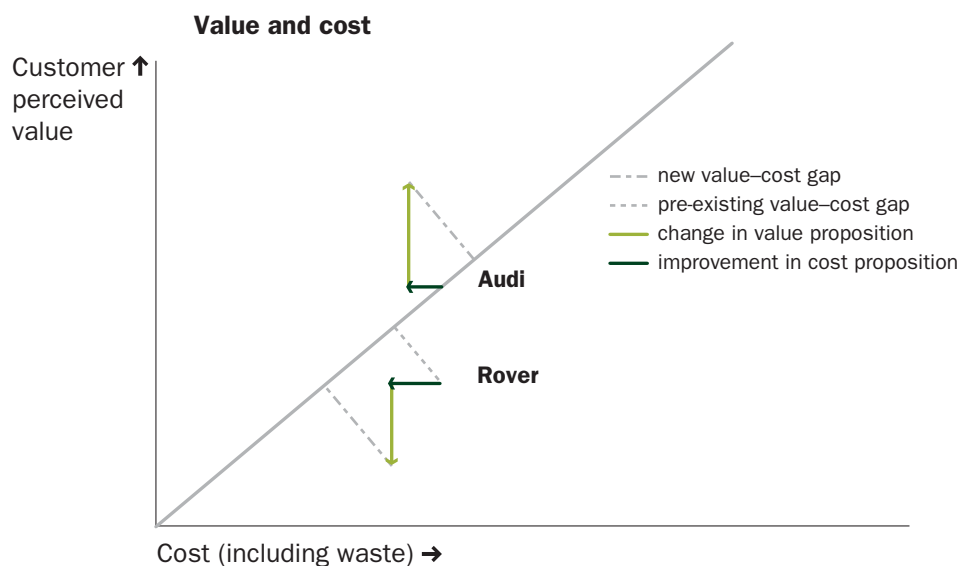 Value and cost
Customer ↑
perceived
value
new value–cost gap
pre-existing value–cost gap
change in value proposition
improvement in cost proposition
Audi
Rover
Cost (including waste) →